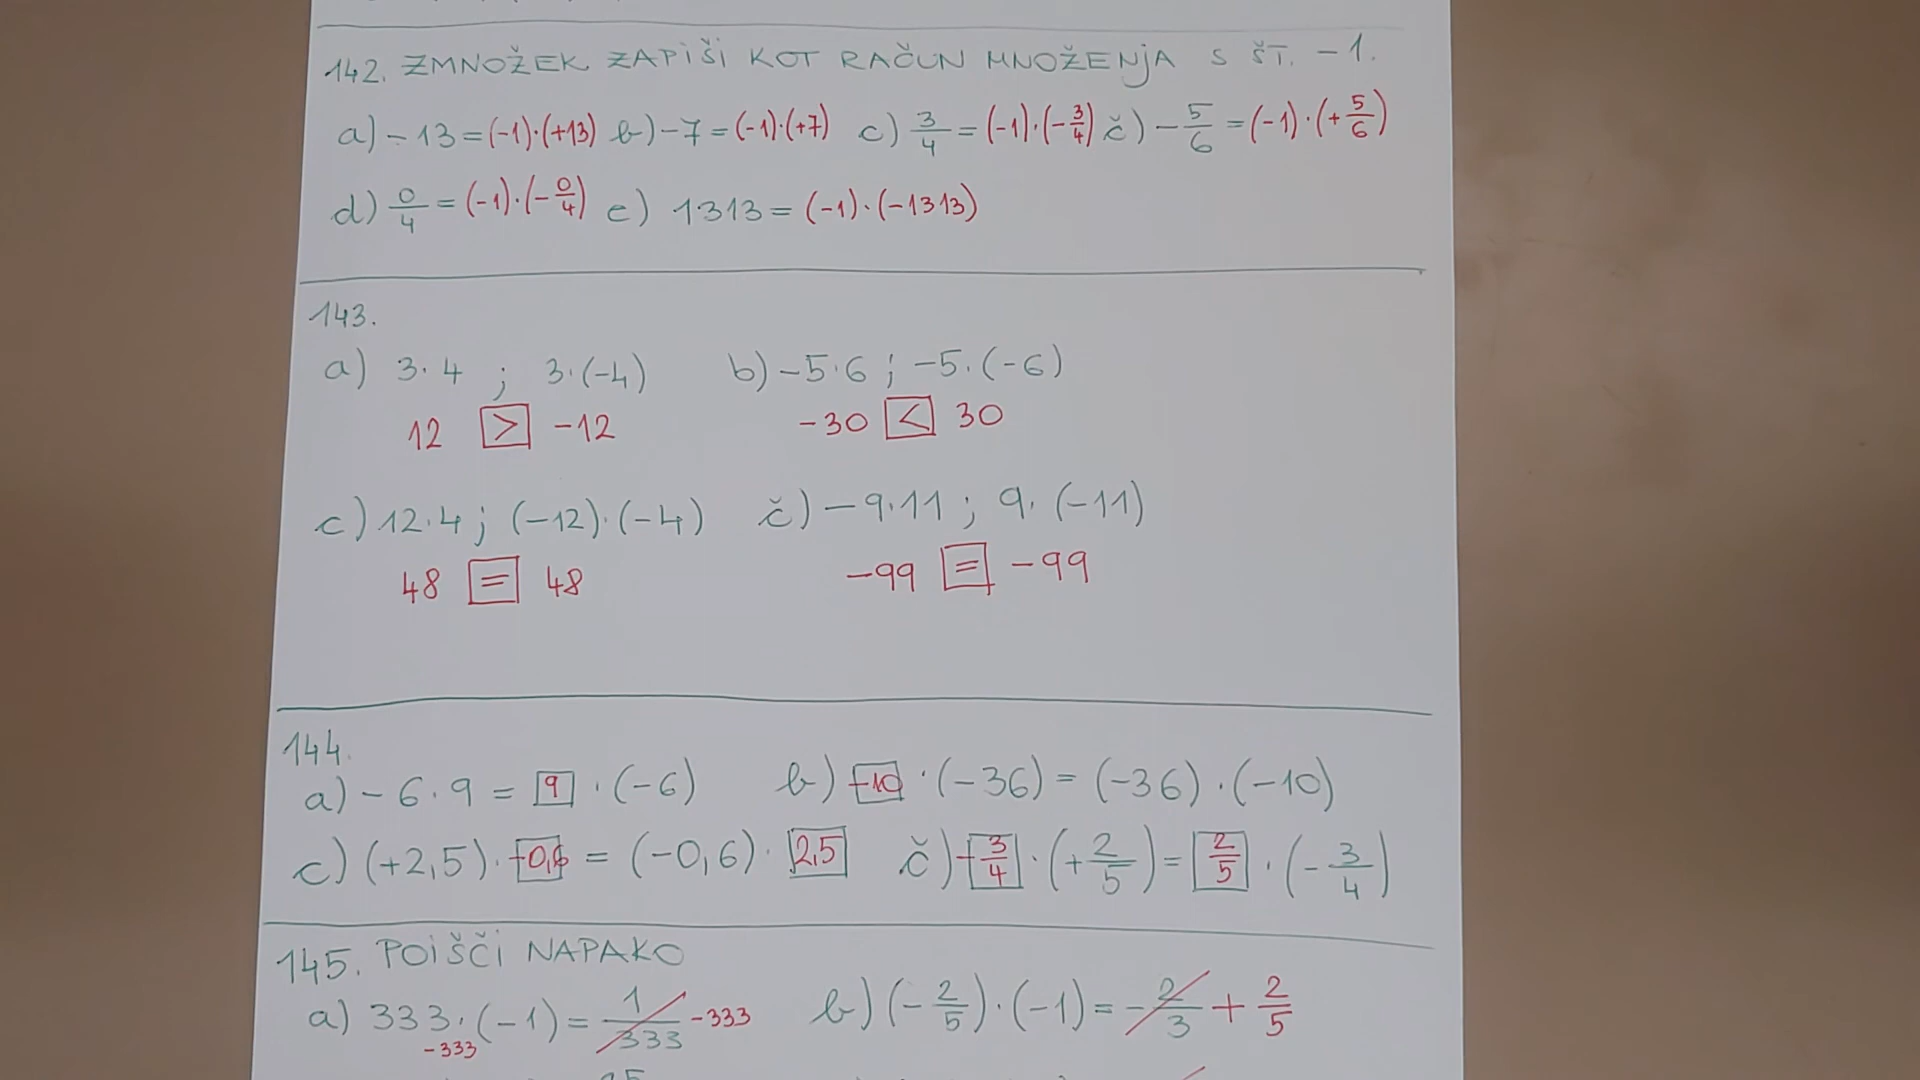 142. ZMNOŽEK ZAPIŠI KOT RAČUN MNOŽENJA S ŠT. -1.
a) -13 = (-1)·(+13) b) -7 = (-1)·(+7) c) 3/4 = (-1)·(-3/4) č) -5/6 = (-1)·(+5/6)
d) 0/4 = (-1)·(-0/4) e) 1313 = (-1)·(-1313)
143.
a) 3·4 ; 3·(-4) b) -5·6 ; -5·(-6)
12 > -12 -30 < 30
c) 12·4 ; (-12)·(-4) č) -9·11 ; 9·(-11)
48 = 48 -99 = -99
144.
a) -6·9 = 9 ·(-6) b) -10 ·(-36) = (-36)·(-10)
c) (+2,5)· -0,6 = (-0,6)· 2,5 č) -3/4 ·(+2/5) = 2/5 ·(-3/4)
145. POIŠČI NAPAKO
a) 333·(-1) = 1/333 -333 b) (-2/5)·(-1) = -2/3 + 2/5
-333